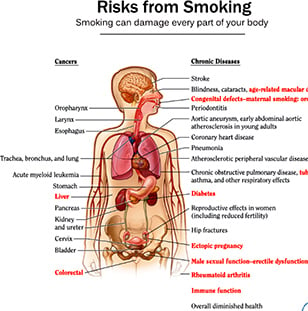 Risks from Smoking
Smoking can damage every part of your body
Cancers
Chronic Diseases
Oropharynx
Larynx
Esophagus
Trachea, bronchus, and lung
Acute myeloid leukemia
Stomach
Liver
Pancreas
Kidney
and ureter
Cervix
Bladder
Colorectal
Stroke
Blindness, cataracts, age-related macular
Congenital defects–maternal smoking:
Periodontitis
Aortic aneurysm, early abdominal aortic
atherosclerosis in young adults
Coronary heart disease
Pneumonia
Atherosclerotic peripheral vascular disease
Chronic obstructive pulmonary disease,
asthma, and other respiratory effects
Diabetes
Reproductive effects in women
(including reduced fertility)
Hip fractures
Ectopic pregnancy
Male sexual function–erectile dysfunction
Rheumatoid arthritis
Immune function
Overall diminished health